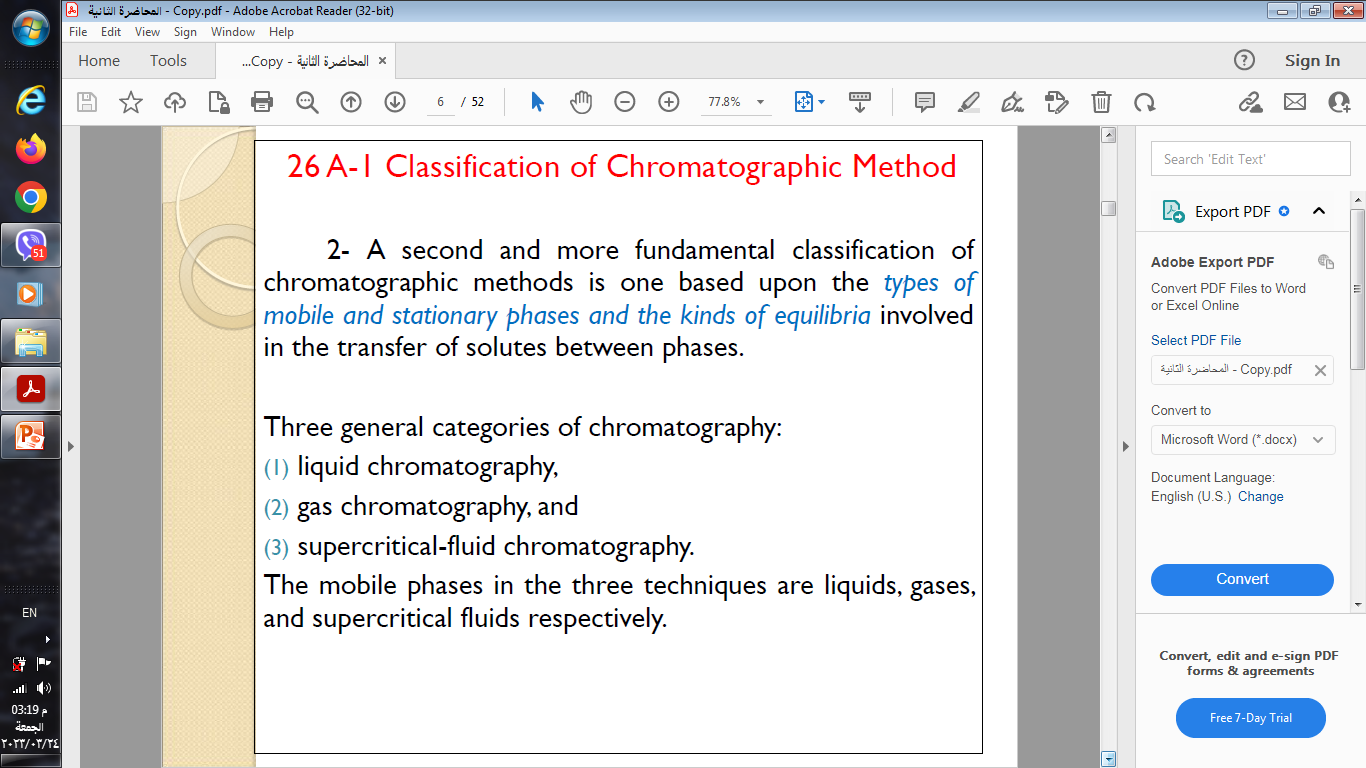 المحاضرة الثانية - Copy.pdf - Adobe Acrobat Reader (32-bit)
File Edit View Sign Window Help
Home Tools المحاضرة الثانية - Copy... × ? Sign In
6 / 52 77.8%
26 A-1 Classification of Chromatographic Method
2- A second and more fundamental classification of
chromatographic methods is one based upon the types of
mobile and stationary phases and the kinds of equilibria involved
in the transfer of solutes between phases.
Three general categories of chromatography:
(1) liquid chromatography,
(2) gas chromatography, and
(3) supercritical-fluid chromatography.
The mobile phases in the three techniques are liquids, gases,
and supercritical fluids respectively.
Search 'Edit Text'
Export PDF
Adobe Export PDF
Convert PDF Files to Word
or Excel Online
Select PDF File
المحاضرة الثانية - Copy.pdf
Convert to
Microsoft Word (*.docx)
Document Language:
English (U.S.) Change
Convert
Convert, edit and e-sign PDF
forms & agreements
Free 7-Day Trial
51
EN
03:19 م
الجمعة
٢٠٢٣/٠٣/٢٤